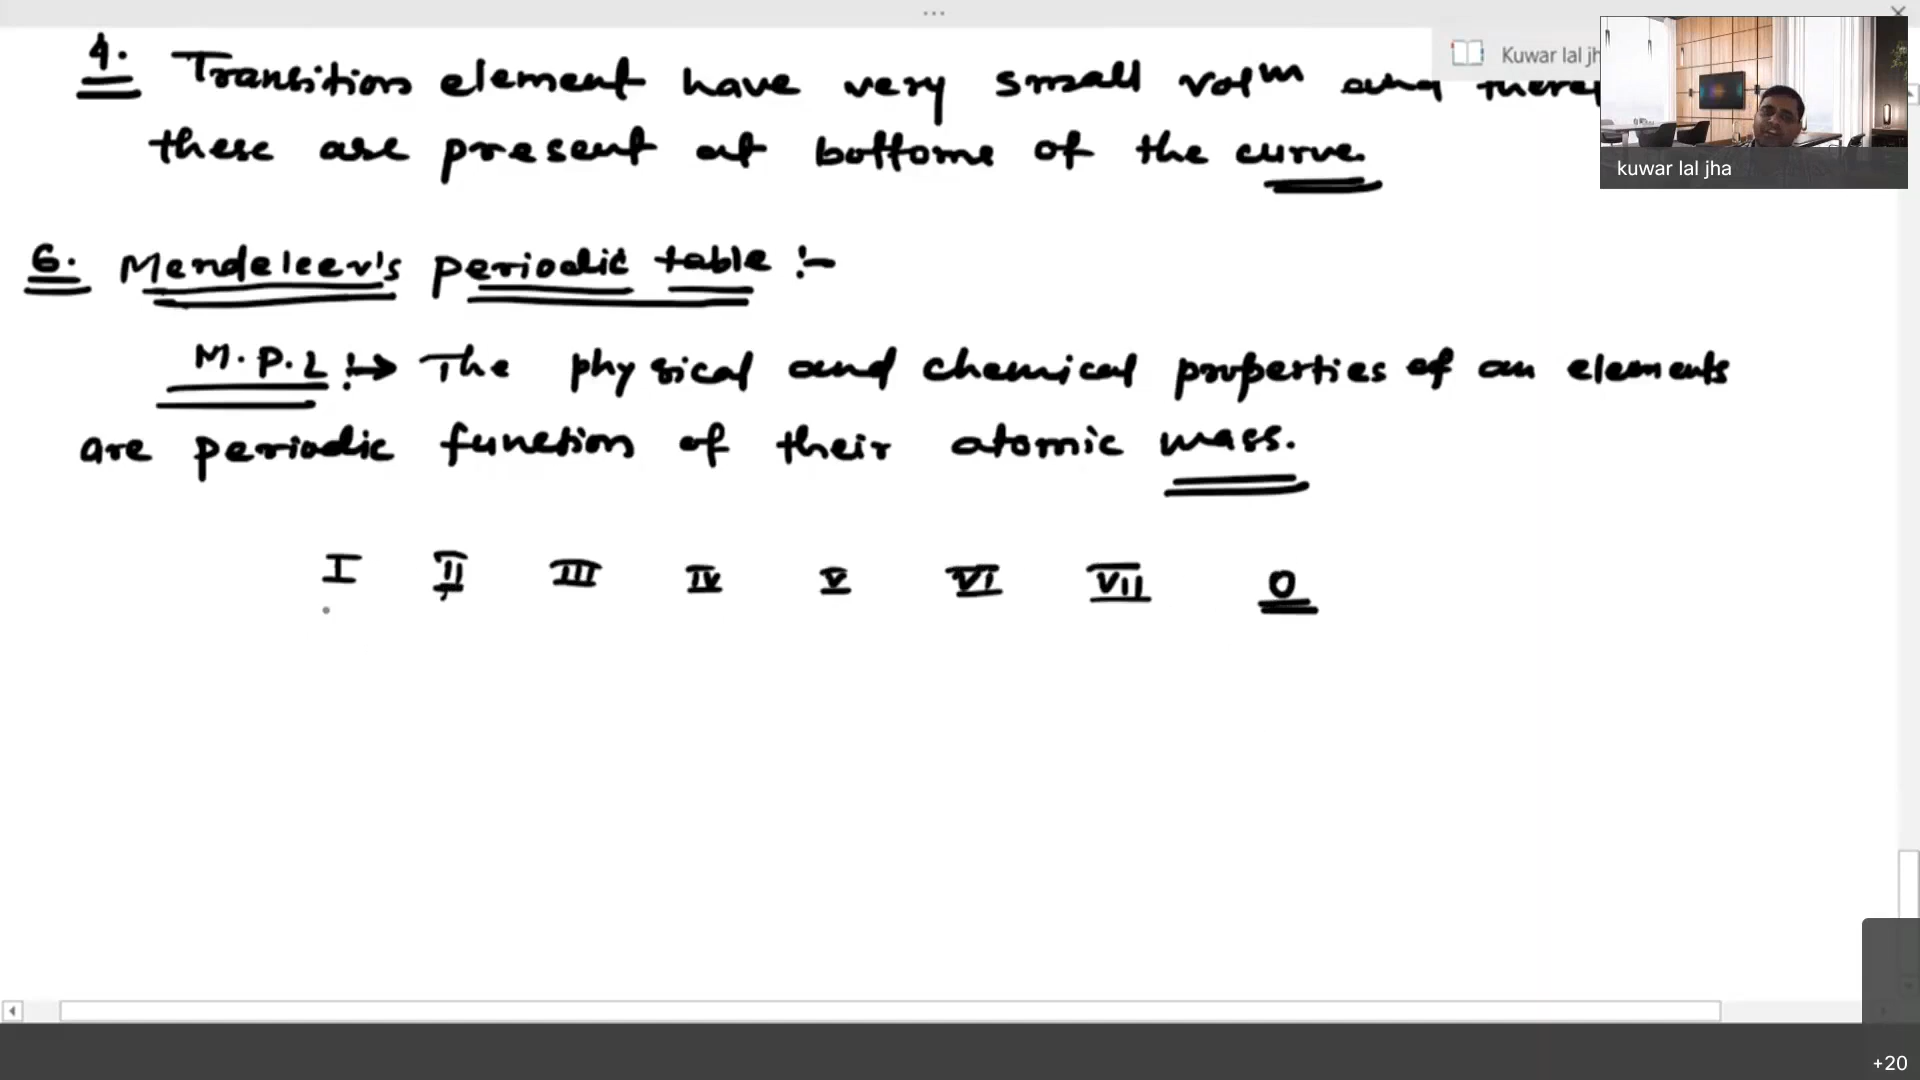 4. Transition element have very small volm and theref
these are present at bottome of the curve.
6. Mendeleev's periodic table :-
M.P.L :→ The physical and chemical properties of an elements
are periodic function of their atomic mass.
I II III IV V VI VII 0
Kuwar lal jh
kuwar lal jha
+20